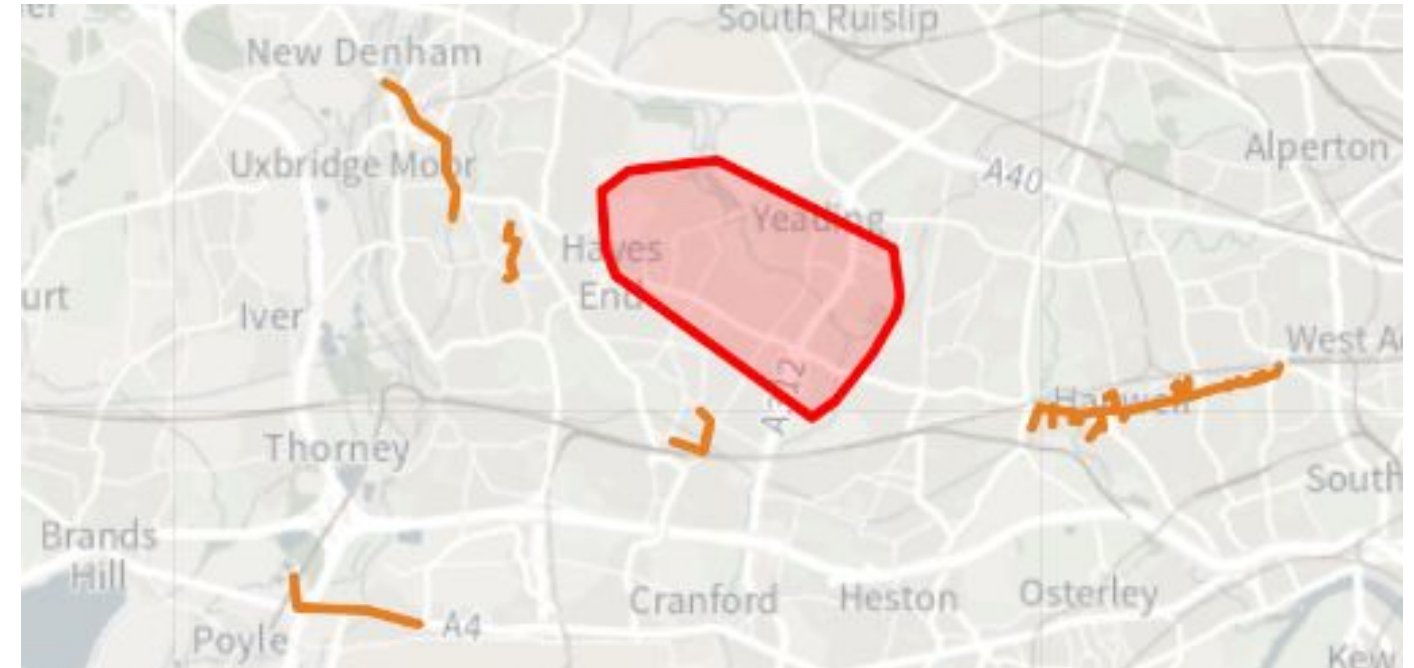 South Ruislip
New Denham
Alperton
Uxbridge Moor
A40
Yeading
Hayes
End
urt
Iver
West A
A312
Hanwell
Thorney
South
Brands
Hill
Cranford
Heston
Osterley
A4
Poyle
Kew